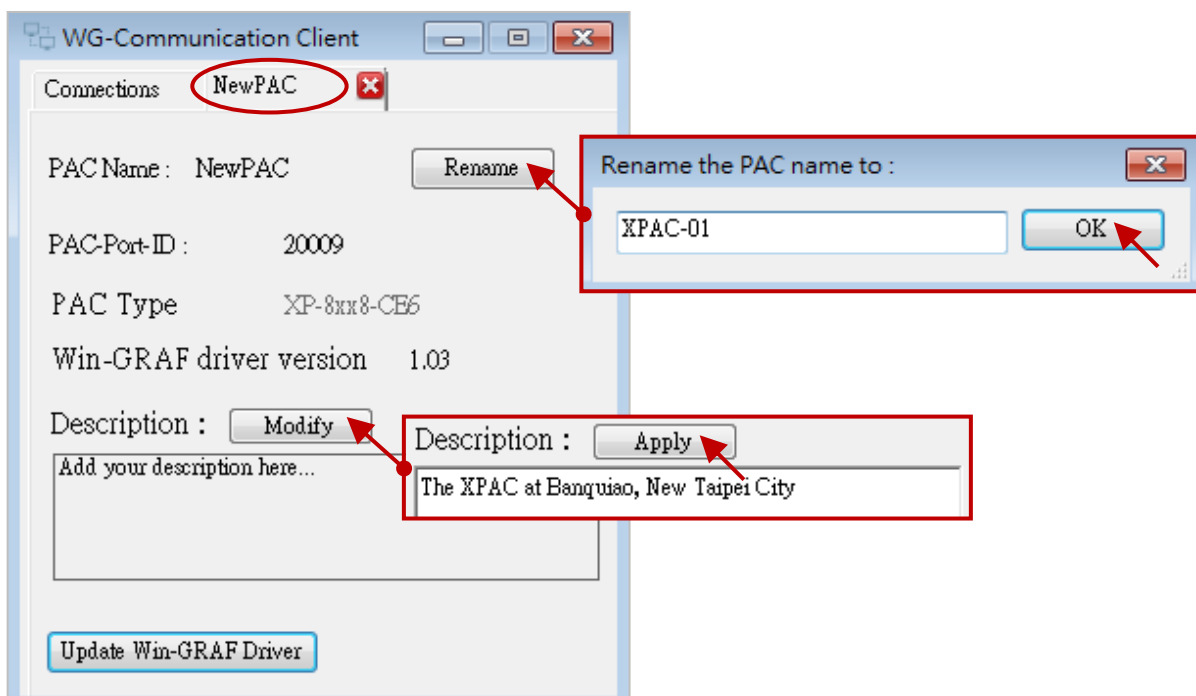 WG-Communication Client
Connections NewPAC
PAC Name : NewPAC Rename
Rename the PAC name to :
XPAC-01 OK
PAC-Port-ID : 20009
PAC Type XP-8xx8-CE6
Win-GRAF driver version 1.03
Description : Modify
Add your description here...
Description : Apply
The XPAC at Banquiao, New Taipei City
Update Win-GRAF Driver